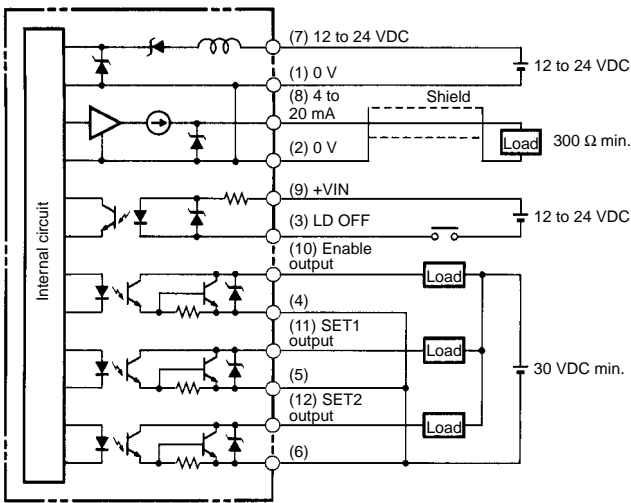 (7) 12 to 24 VDC
12 to 24 VDC
(1) 0 V
(8) 4 to
20 mA
Shield
Load
300 Ω min.
(2) 0 V
(9) +VIN
12 to 24 VDC
(3) LD OFF
Internal circuit
(10) Enable
output
Load
(4)
(11) SET1
output
Load
30 VDC min.
(5)
(12) SET2
output
Load
(6)